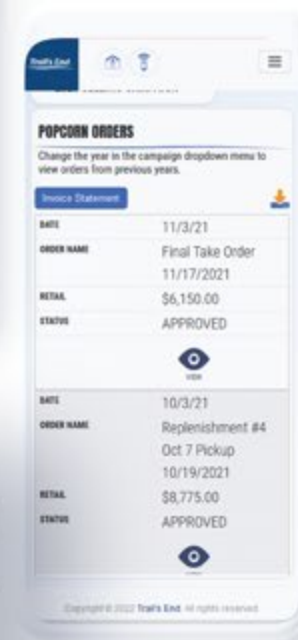 Trail's End
POPCORN ORDERS
Change the year in the campaign dropdown menu to
view orders from previous years.
Invoice Statement
DATE 11/3/21
ORDER NAME Final Take Order
11/17/2021
RETAIL $6,150.00
STATUS APPROVED
VIEW
DATE 10/3/21
ORDER NAME Replenishment #4
Oct 7 Pickup
10/19/2021
RETAIL $8,775.00
STATUS APPROVED
Copyright © 2022 Trail's End. All rights reserved.